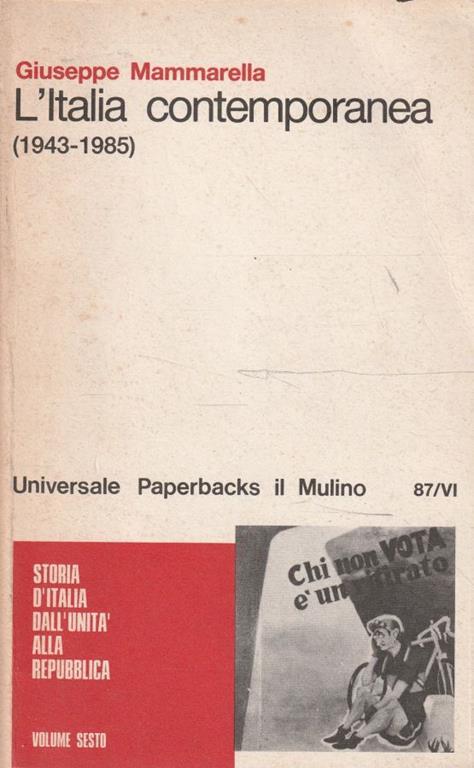 Giuseppe Mammarella
L'Italia contemporanea
(1943-1985)
Universale Paperbacks il Mulino 87/VI
STORIA
D'ITALIA
DALL'UNITA'
ALLA
REPUBBLICA
VOLUME SESTO
Chi non VOTA
e' un ritirato